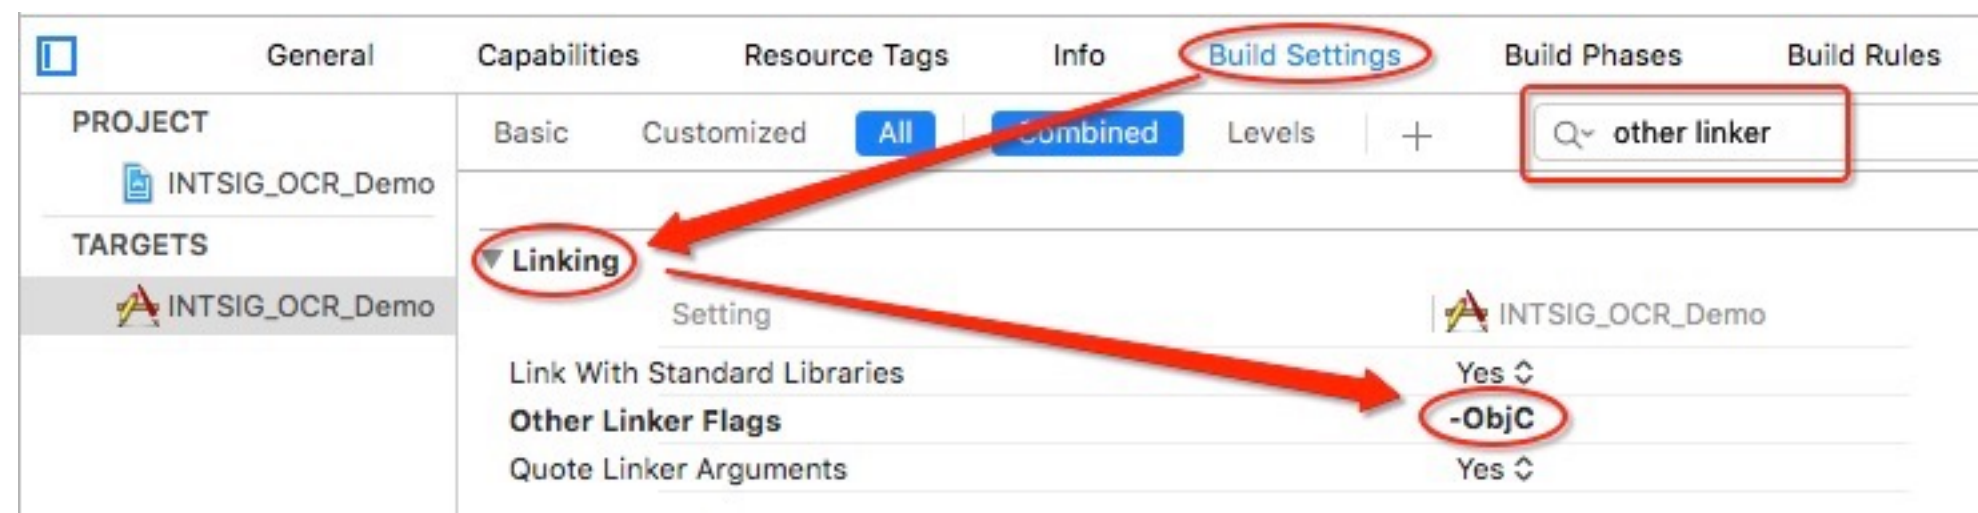 General Capabilities Resource Tags Info Build Settings Build Phases Build Rules
PROJECT
INTSIG_OCR_Demo
TARGETS
INTSIG_OCR_Demo
Basic Customized All Combined Levels + other linker
Linking
Setting INTSIG_OCR_Demo
Link With Standard Libraries Yes
Other Linker Flags -ObjC
Quote Linker Arguments Yes